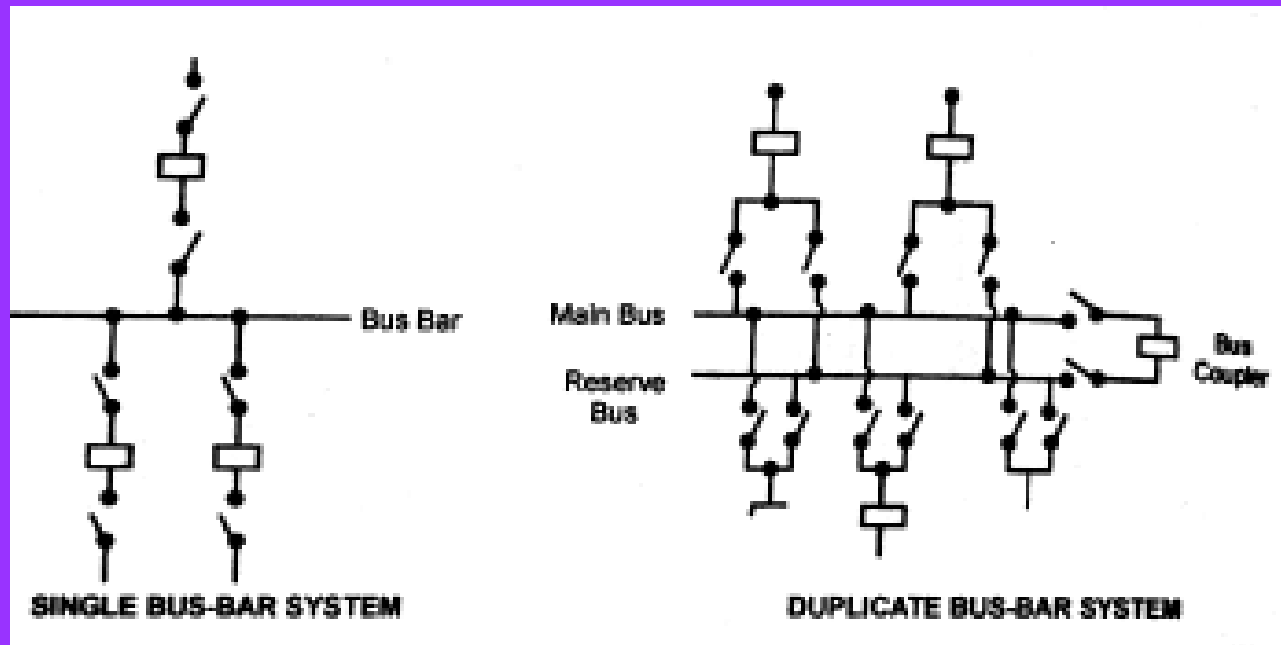 Bus Bar
Main Bus
Reserve
Bus
Bus
Coupler
SINGLE BUS-BAR SYSTEM
DUPLICATE BUS-BAR SYSTEM